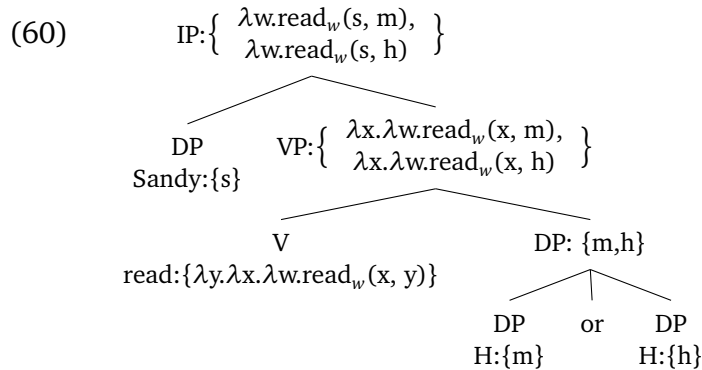 (60)
IP:{ λw.read_w(s, m),
λw.read_w(s, h) }
DP VP:{ λx.λw.read_w(x, m),
Sandy:{s} λx.λw.read_w(x, h) }
V DP: {m,h}
read:{λy.λx.λw.read_w(x, y)}
DP or DP
H:{m} H:{h}